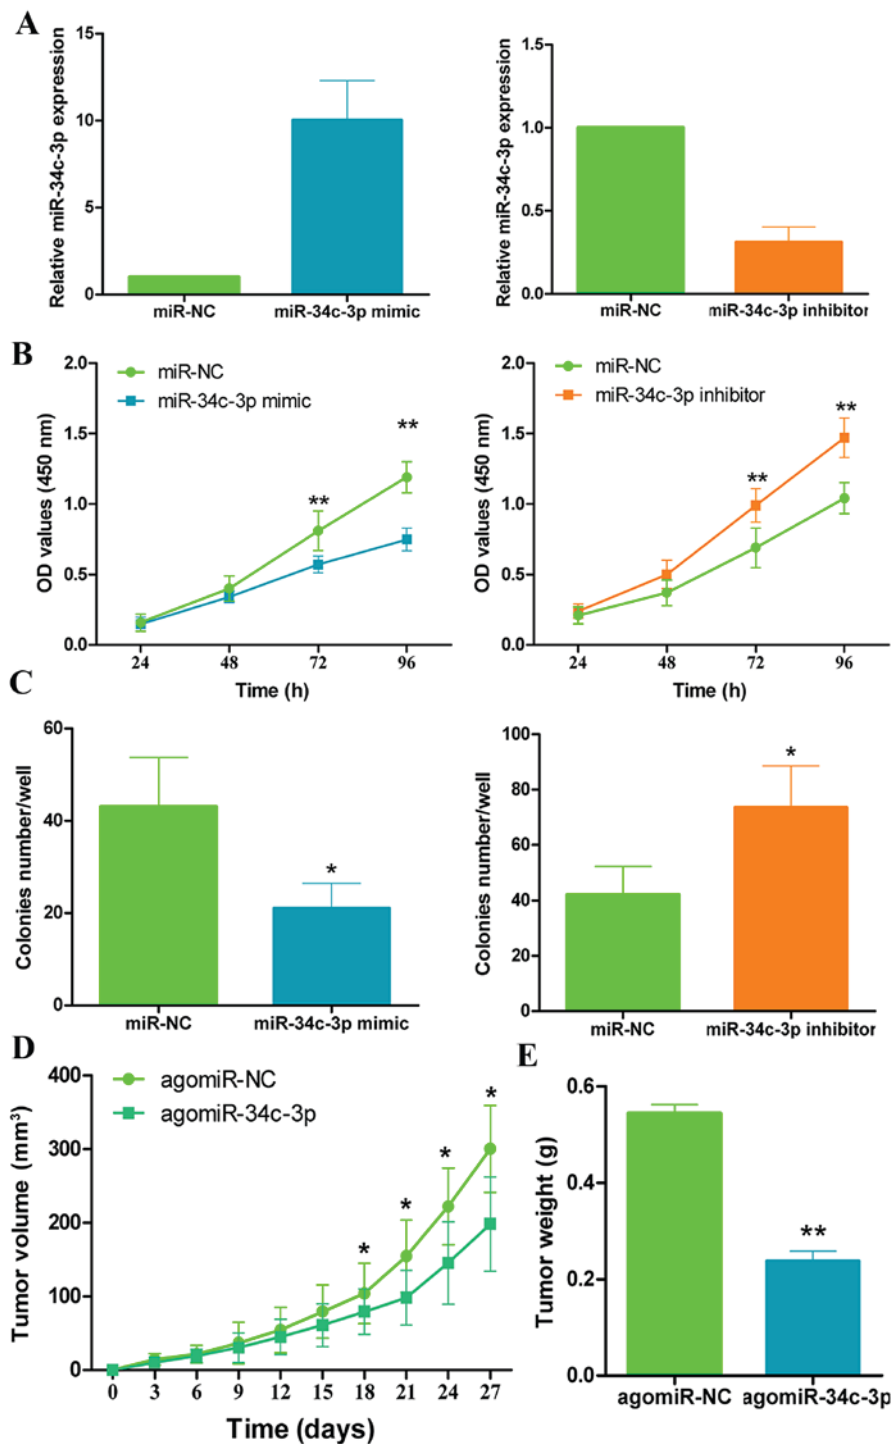 A
Relative miR-34c-3p expression
15
10
5
0
miR-NC
miR-34c-3p mimic
Relative miR-34c-3p expression
1.5
1.0
0.5
0.0
miR-NC
miR-34c-3p inhibitor
B
OD values (450 nm)
2.0
1.5
1.0
0.5
0.0
miR-NC
miR-34c-3p mimic
**
**
24
48
72
96
Time (h)
OD values (450 nm)
2.0
1.5
1.0
0.5
0.0
miR-NC
miR-34c-3p inhibitor
**
**
24
48
72
96
Time (h)
C
Colonies number/well
60
40
20
0
*
miR-NC
miR-34c-3p mimic
Colonies number/well
100
80
60
40
20
0
*
miR-NC
miR-34c-3p inhibitor
D
Tumor volume (mm³)
400
300
200
100
0
agomiR-NC
agomiR-34c-3p
*
*
*
*
0
3
6
9
12
15
18
21
24
27
Time (days)
E
Tumor weight (g)
0.6
0.4
0.2
0.0
**
agomiR-NC
agomiR-34c-3p